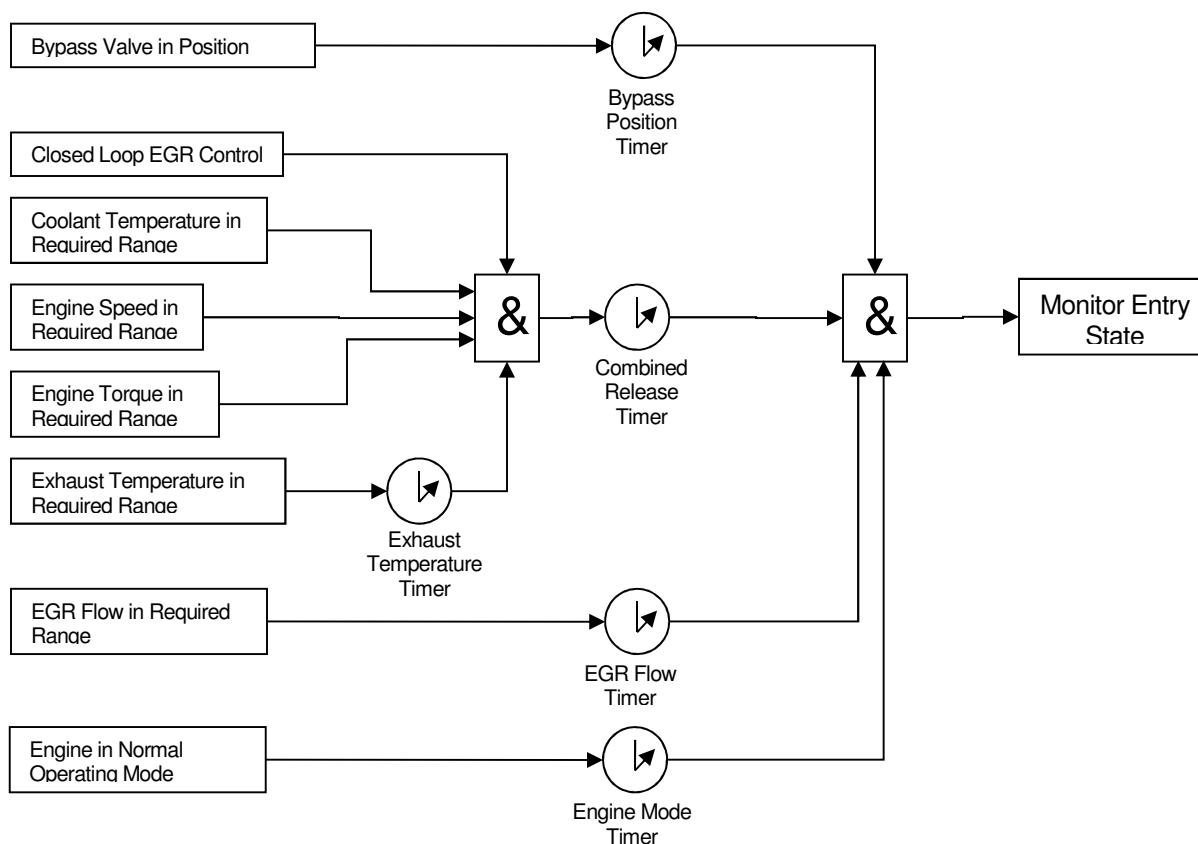 Bypass Valve in Position
Bypass
Position
Timer
Closed Loop EGR Control
Coolant Temperature in
Required Range
Engine Speed in
Required Range
&
Combined
Release
Timer
&
Monitor Entry
State
Engine Torque in
Required Range
Exhaust Temperature in
Required Range
Exhaust
Temperature
Timer
EGR Flow in Required
Range
EGR Flow
Timer
Engine in Normal
Operating Mode
Engine Mode
Timer